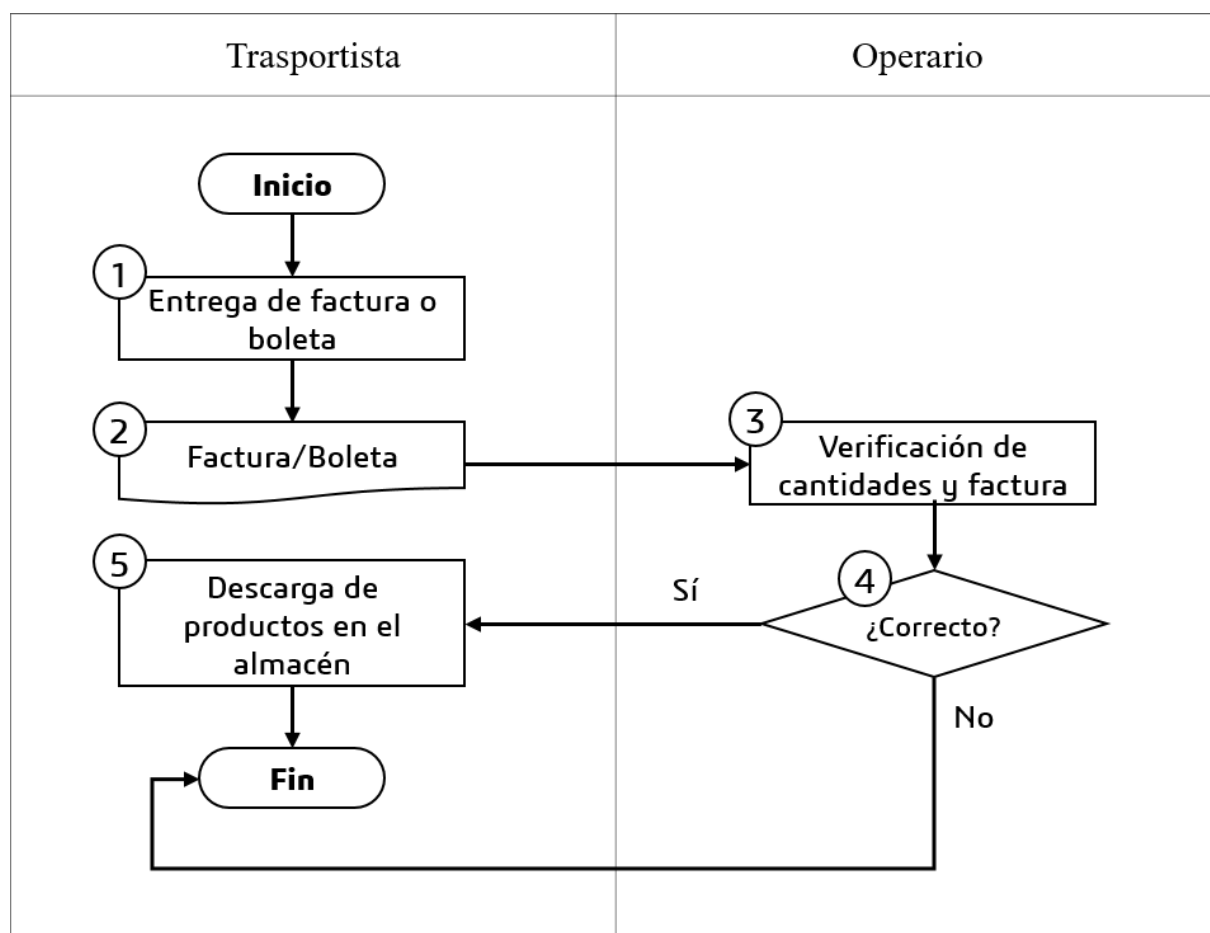 Trasportista
Operario
Inicio
1
Entrega de factura o
boleta
2
Factura/Boleta
3
Verificación de
cantidades y factura
4
¿Correcto?
Sí
No
5
Descarga de
productos en el
almacén
Fin